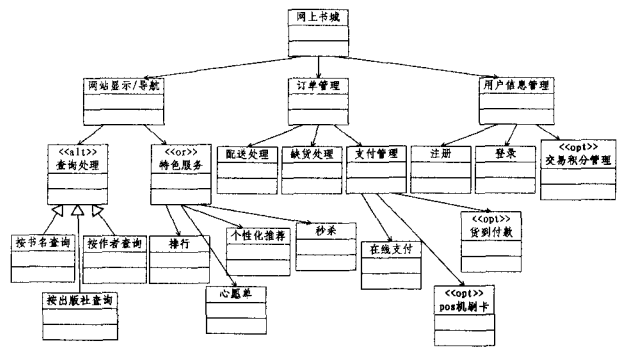 网上书城
网站显示/导航
订单管理
用户信息管理
<<alt>>
查询处理
<<or>>
特色服务
配送处理
缺货处理
支付管理
注册
登录
<<opt>>
交易积分管理
按书名查询
按作者查询
排行
个性化推荐
秒杀
在线支付
<<opt>>
货到付款
按出版社查询
心愿单
<<opt>>
pos机刷卡